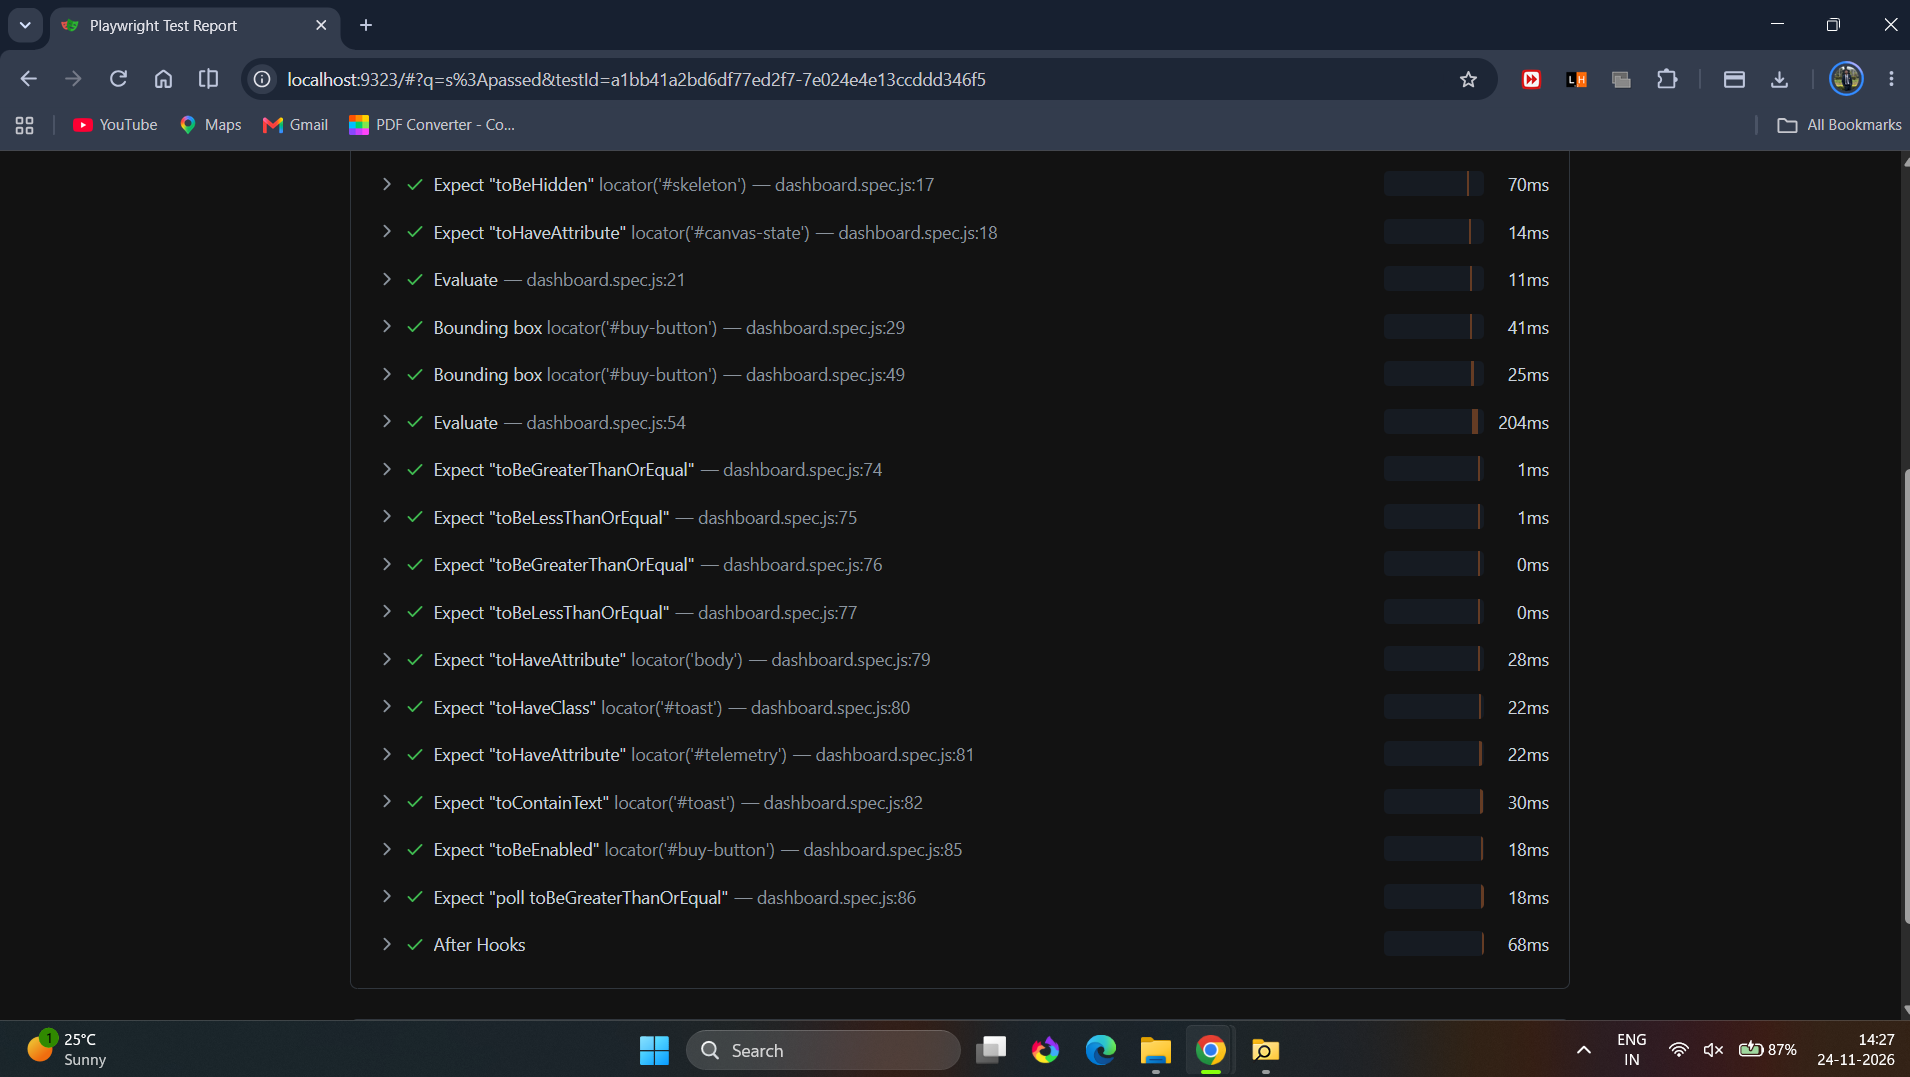 Playwright Test Report
localhost:9323/#?q=s%3Apassed&testId=a1bb41a2bd6df77ed2f7-7e024e4e13ccddd346f5
LH
YouTube
Maps
Gmail
PDF Converter - Co...
All Bookmarks
Expect "toBeHidden" locator('#skeleton') — dashboard.spec.js:17 70ms
Expect "toHaveAttribute" locator('#canvas-state') — dashboard.spec.js:18 14ms
Evaluate — dashboard.spec.js:21 11ms
Bounding box locator('#buy-button') — dashboard.spec.js:29 41ms
Bounding box locator('#buy-button') — dashboard.spec.js:49 25ms
Evaluate — dashboard.spec.js:54 204ms
Expect "toBeGreaterThanOrEqual" — dashboard.spec.js:74 1ms
Expect "toBeLessThanOrEqual" — dashboard.spec.js:75 1ms
Expect "toBeGreaterThanOrEqual" — dashboard.spec.js:76 0ms
Expect "toBeLessThanOrEqual" — dashboard.spec.js:77 0ms
Expect "toHaveAttribute" locator('body') — dashboard.spec.js:79 28ms
Expect "toHaveClass" locator('#toast') — dashboard.spec.js:80 22ms
Expect "toHaveAttribute" locator('#telemetry') — dashboard.spec.js:81 22ms
Expect "toContainText" locator('#toast') — dashboard.spec.js:82 30ms
Expect "toBeEnabled" locator('#buy-button') — dashboard.spec.js:85 18ms
Expect "poll toBeGreaterThanOrEqual" — dashboard.spec.js:86 18ms
After Hooks 68ms
1
25°C
Sunny
Search
ENG
IN
87%
14:27
24-11-2026